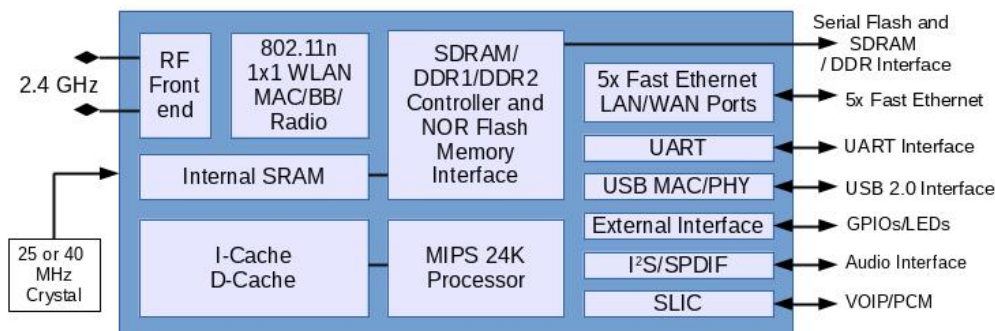 2.4 GHz
RF
Front
end
802.11n
1x1 WLAN
MAC/BB/
Radio
SDRAM/
DDR1/DDR2
Controller and
NOR Flash
Memory
Interface
Serial Flash and
SDRAM
/ DDR Interface
5x Fast Ethernet
LAN/WAN Ports
5x Fast Ethernet
UART
UART Interface
Internal SRAM
USB MAC/PHY
USB 2.0 Interface
External Interface
GPIOs/LEDs
25 or 40
MHz
Crystal
I-Cache
D-Cache
MIPS 24K
Processor
I²S/SPDIF
Audio Interface
SLIC
VOIP/PCM